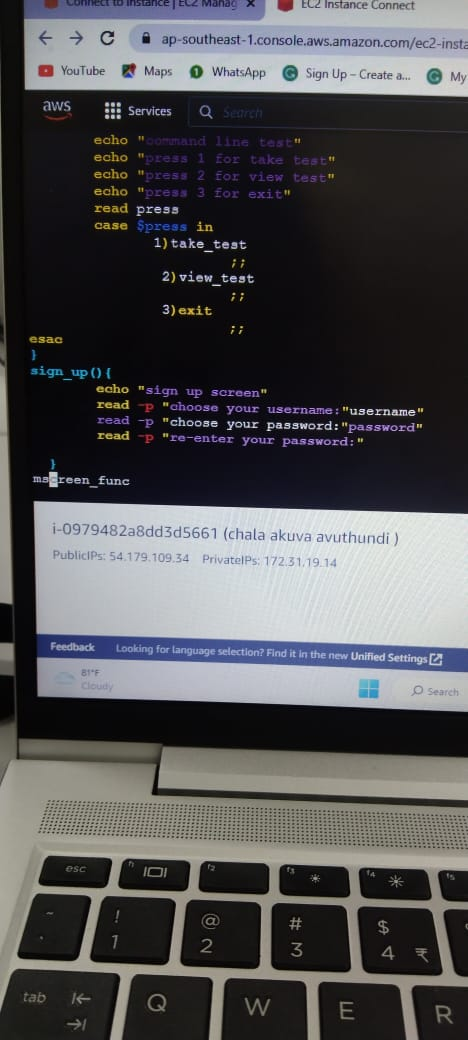 Connect to instance | EC2 Manag × EC2 Instance Connect
ap-southeast-1.console.aws.amazon.com/ec2-insta
YouTube Maps WhatsApp Sign Up – Create a... My
aws Services Search
echo "command line test"
echo "press 1 for take test"
echo "press 2 for view test"
echo "press 3 for exit"
read press
case $press in
1)take_test
;;
2)view_test
;;
3)exit
;;
esac
}
sign_up(){
echo "sign up screen"
read -p "choose your username:"username"
read -p "choose your password:"password"
read -p "re-enter your password:"
}
mscreen_func
i-0979482a8dd3d5661 (chala akuva avuthundi )
PublicIPs: 54.179.109.34 PrivateIPs: 172.31.19.14
Feedback Looking for language selection? Find it in the new Unified Settings
81°F
Cloudy
Search
esc f1 f2 f3 f4 f5
~ ! @ # $
` 1 2 3 4 ₹
tab Q W E R